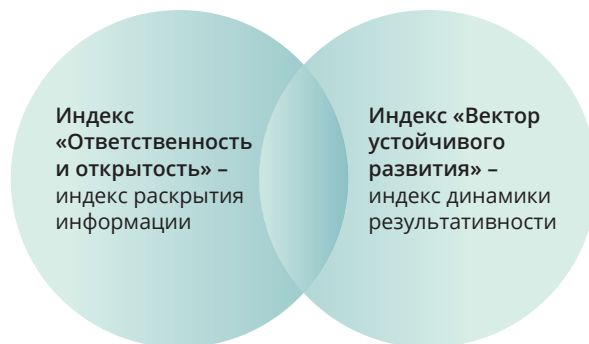 Индекс
«Ответственность
и открытость» –
индекс раскрытия
информации
Индекс «Вектор
устойчивого
развития» –
индекс динамики
результативности